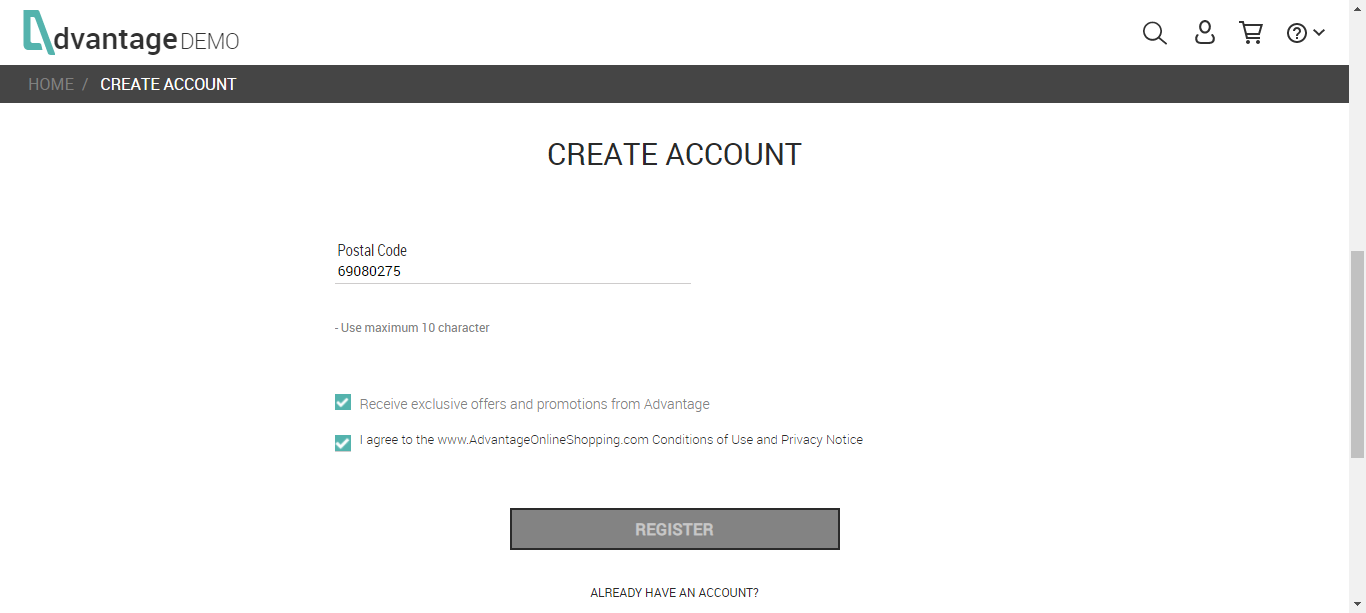 dvantage DEMO
HOME / CREATE ACCOUNT
CREATE ACCOUNT
Postal Code
69080275
- Use maximum 10 character
Receive exclusive offers and promotions from Advantage
I agree to the www.AdvantageOnlineShopping.com Conditions of Use and Privacy Notice
REGISTER
ALREADY HAVE AN ACCOUNT?